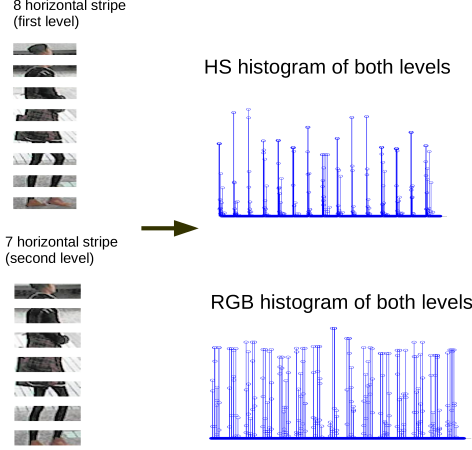 8 horizontal stripe
(first level)
HS histogram of both levels
7 horizontal stripe
(second level)
RGB histogram of both levels